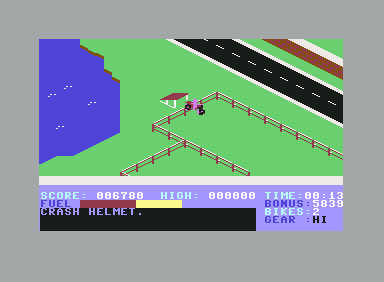 SCORE: 006780 HIGH: 000000 TIME:00:13
FUEL BONUS:5839
CRASH HELMET. BIKES:2
GEAR :HI